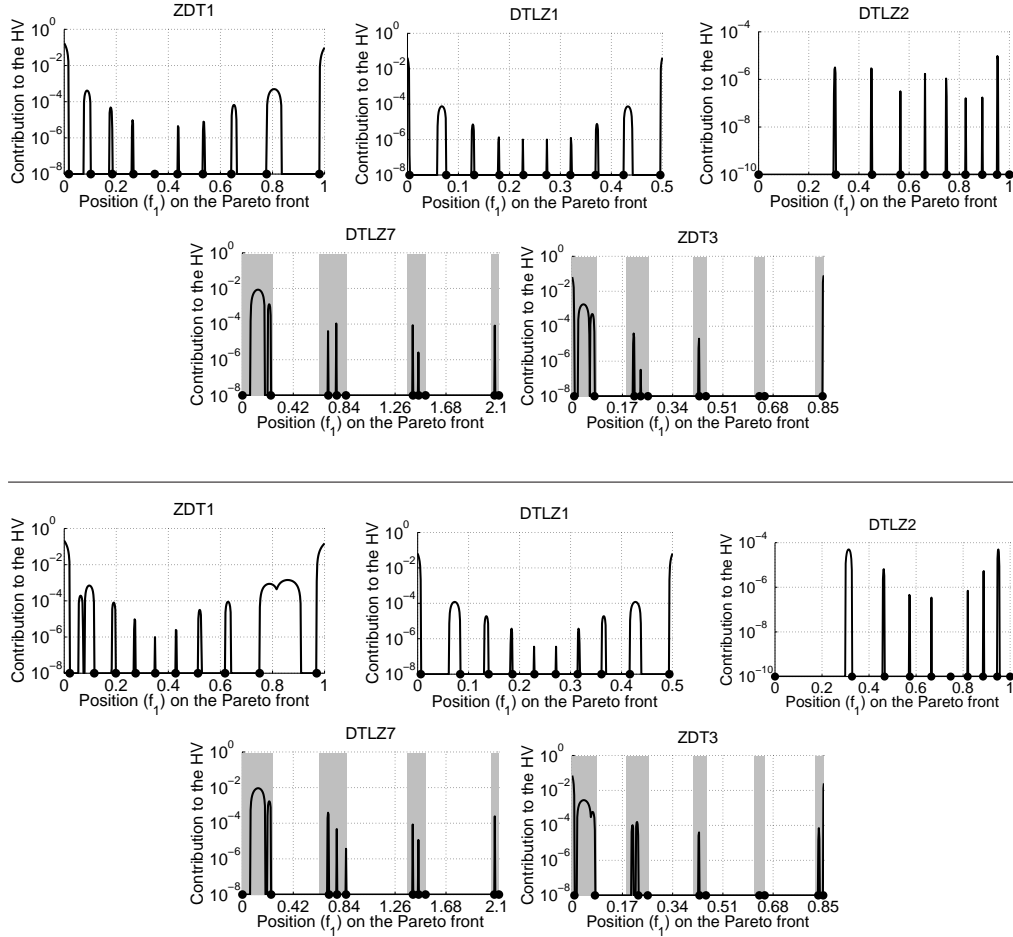 ZDT1
Contribution to the HV
10^0
10^−2
10^−4
10^−6
10^−8
0 0.2 0.4 0.6 0.8 1
Position (f_1) on the Pareto front
DTLZ1
Contribution to the HV
10^0
10^−2
10^−4
10^−6
10^−8
0 0.1 0.2 0.3 0.4 0.5
Position (f_1) on the Pareto front
DTLZ2
Contribution to the HV
10^−4
10^−6
10^−8
10^−10
0 0.2 0.4 0.6 0.8 1
Position (f_1) on the Pareto front
DTLZ7
Contribution to the HV
10^0
10^−2
10^−4
10^−6
10^−8
0 0.42 0.84 1.26 1.68 2.1
Position (f_1) on the Pareto front
ZDT3
Contribution to the HV
10^0
10^−2
10^−4
10^−6
10^−8
0 0.17 0.34 0.51 0.68 0.85
Position (f_1) on the Pareto front
ZDT1
Contribution to the HV
10^0
10^−2
10^−4
10^−6
10^−8
0 0.2 0.4 0.6 0.8 1
Position (f_1) on the Pareto front
DTLZ1
Contribution to the HV
10^0
10^−2
10^−4
10^−6
10^−8
0 0.1 0.2 0.3 0.4 0.5
Position (f_1) on the Pareto front
DTLZ2
Contribution to the HV
10^−4
10^−6
10^−8
10^−10
0 0.2 0.4 0.6 0.8 1
Position (f_1) on the Pareto front
DTLZ7
Contribution to the HV
10^0
10^−2
10^−4
10^−6
10^−8
0 0.42 0.84 1.26 1.68 2.1
Position (f_1) on the Pareto front
ZDT3
Contribution to the HV
10^0
10^−2
10^−4
10^−6
10^−8
0 0.17 0.34 0.51 0.68 0.85
Position (f_1) on the Pareto front